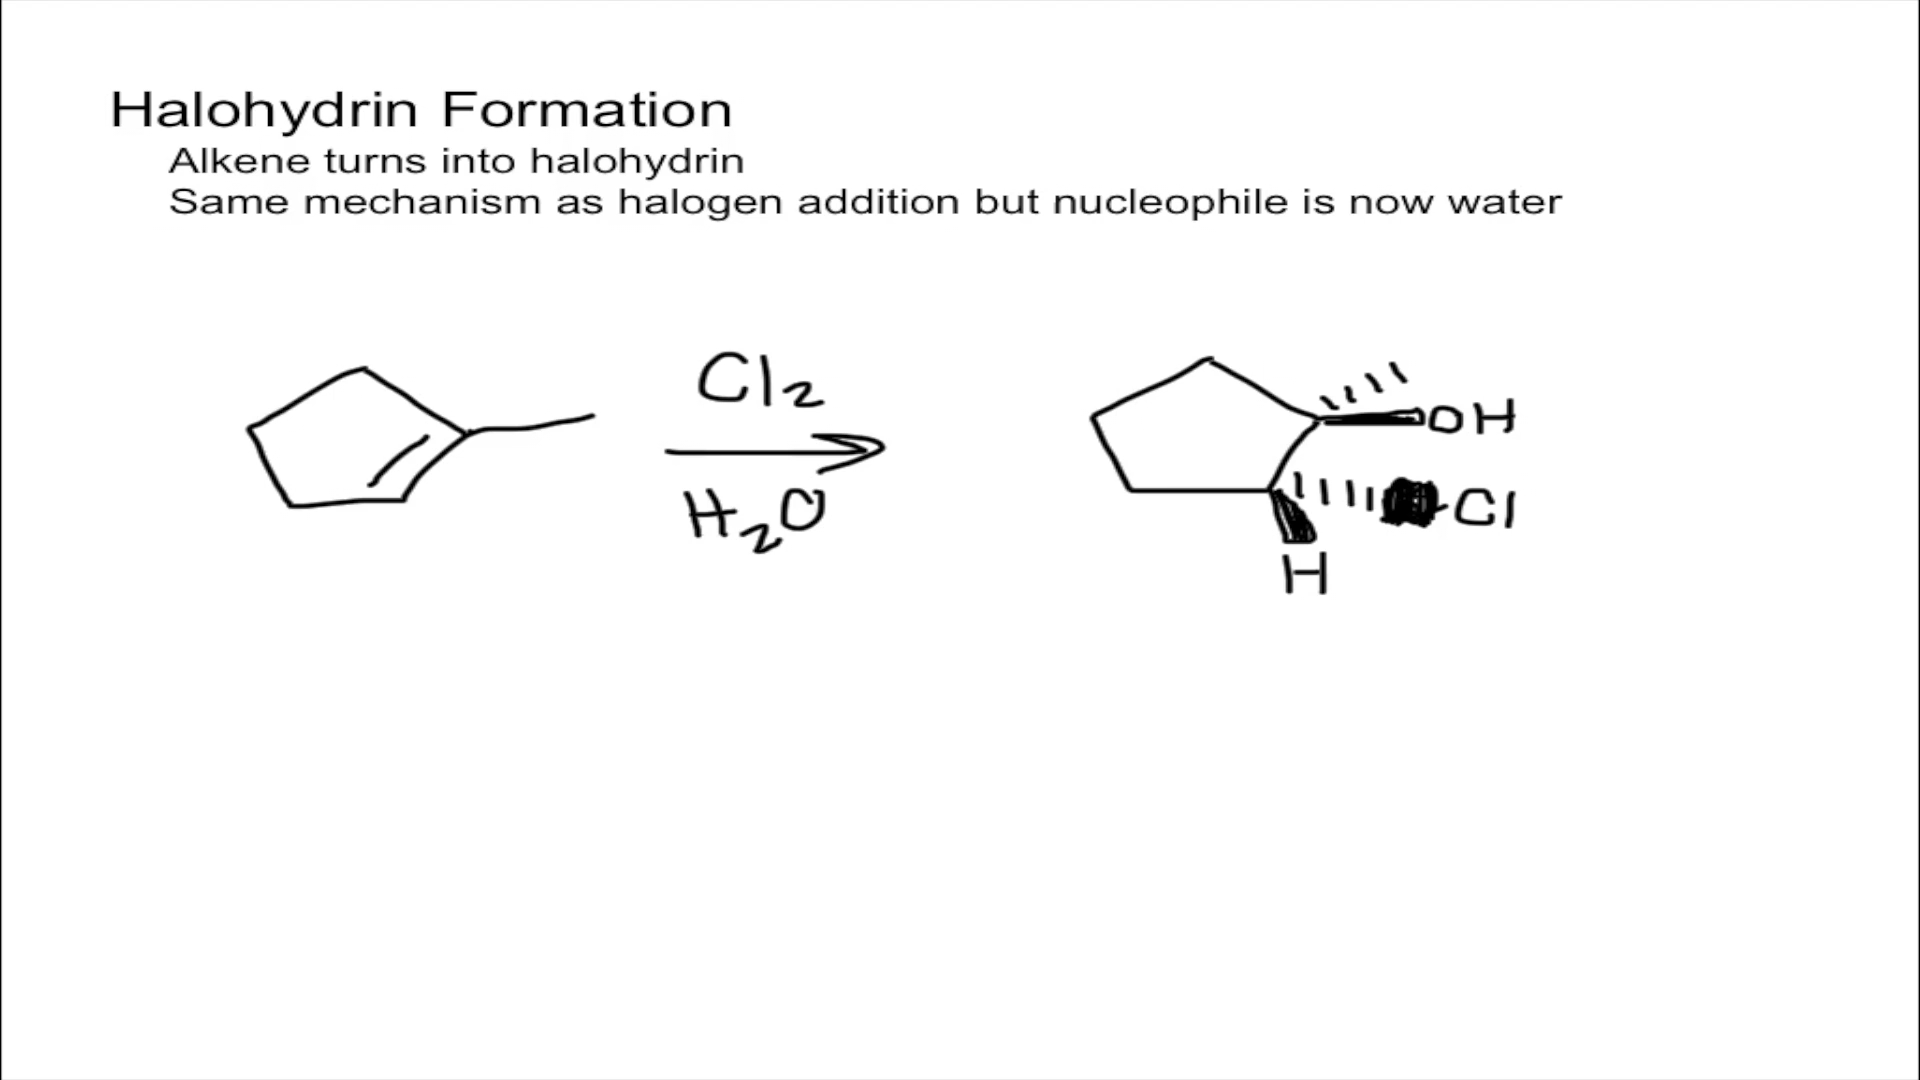 Halohydrin Formation
Alkene turns into halohydrin
Same mechanism as halogen addition but nucleophile is now water
Cl2
H2O
OH
Cl
H